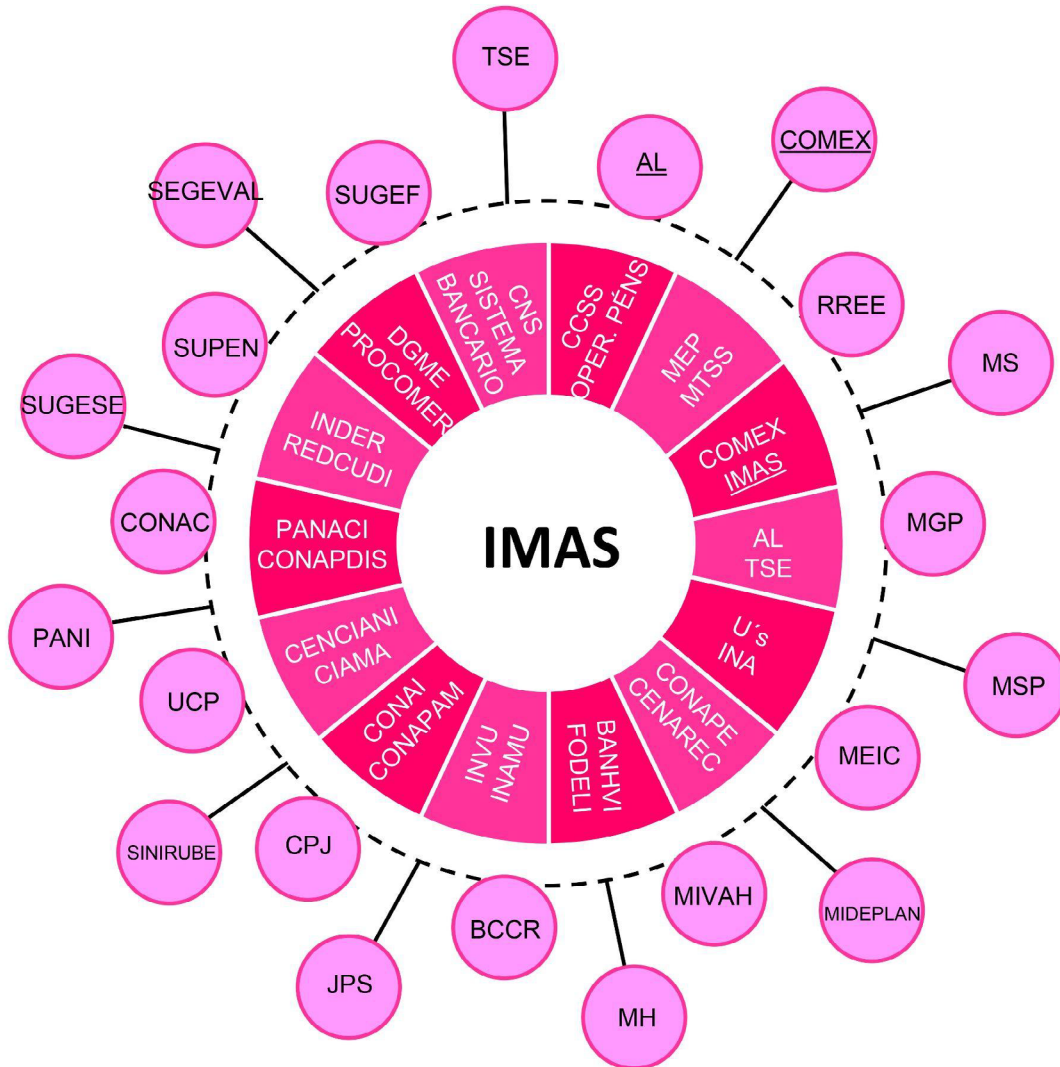 TSE
AL
COMEX
SEGEVAL
SUGEF
RREE
SUPEN
MS
SUGESE
CONAC
MGP
PANI
UCP
MSP
MEIC
SINIRUBE
CPJ
MIVAH
MIDEPLAN
BCCR
JPS
MH
CCSS
OPER. PÉNS
MEP
MTSS
COMEX
IMAS
AL
TSE
U´s
INA
CONAPE
CENAREC
BANHVI
FODELI
INVU
INAMU
CONAI
CONAPAM
CENCIANI
CIAMA
PANACI
CONAPDIS
INDER
REDCUDI
DGME
PROCOMER
CNS
SISTEMA
BANCARIO
IMAS